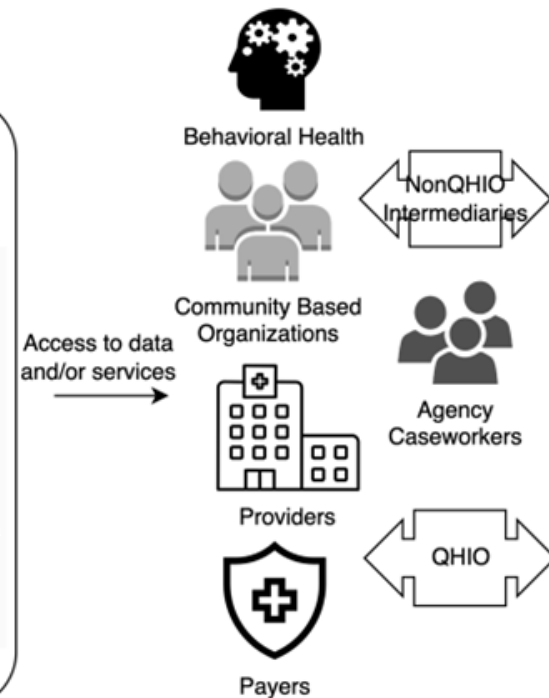 Behavioral Health
NonQHIO
Intermediaries
Community Based
Organizations
Access to data
and/or services
Agency
Caseworkers
Providers
QHIO
Payers